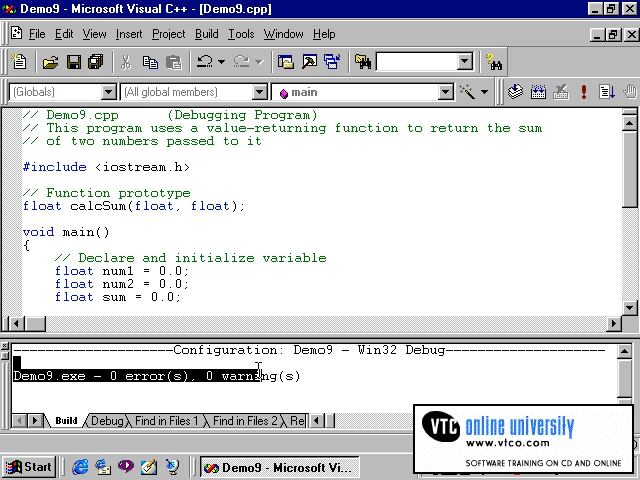 Demo9 - Microsoft Visual C++ - [Demo9.cpp]
File Edit View Insert Project Build Tools Window Help
(Globals) (All global members) main
// Demo9.cpp (Debugging Program)
// This program uses a value-returning function to return the sum
// of two numbers passed to it
#include <iostream.h>
// Function prototype
float calcSum(float, float);
void main()
{
// Declare and initialize variable
float num1 = 0.0;
float num2 = 0.0;
float sum = 0.0;
--------------------Configuration: Demo9 - Win32 Debug--------------------
Demo9.exe - 0 error(s), 0 warning(s)
Build Debug Find in Files 1 Find in Files 2 Re
VTC online university
www.vtco.com
SOFTWARE TRAINING ON CD AND ONLINE
Start Demo9 - Microsoft Vi...